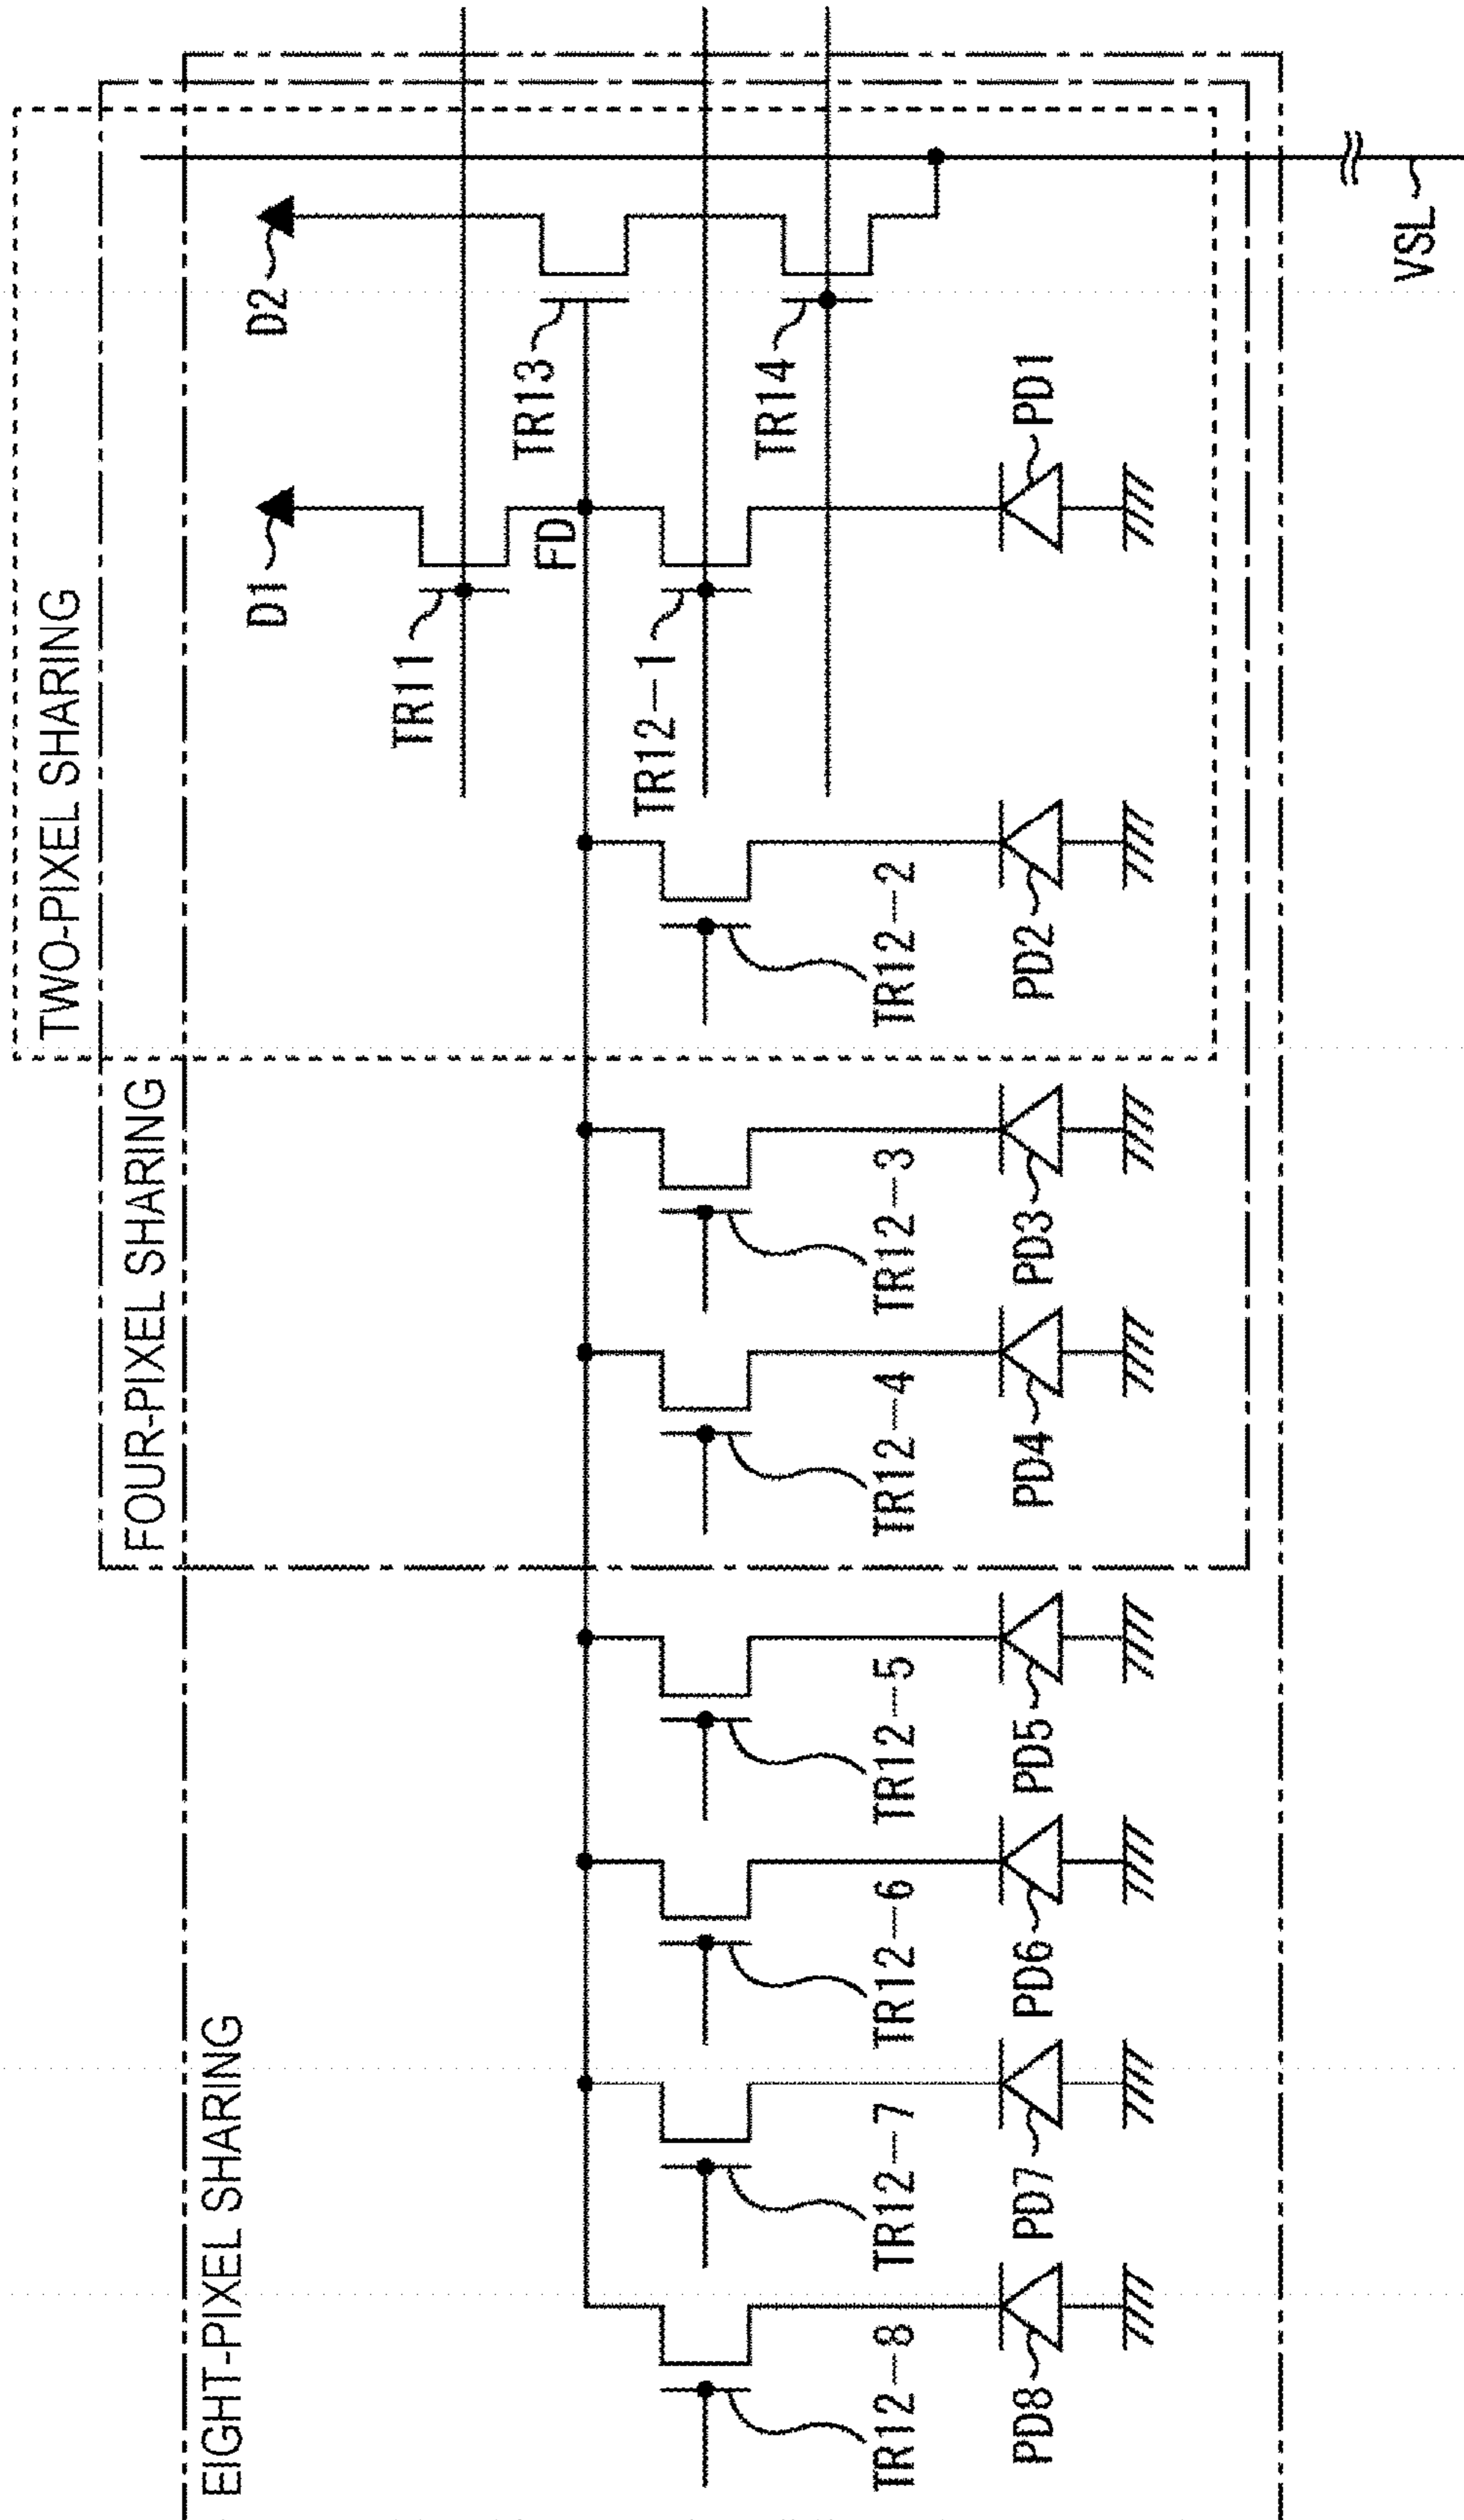 EIGHT-PIXEL SHARING
FOUR-PIXEL SHARING
TWO-PIXEL SHARING
D1
D2
TR11
FD
TR13
TR12-1
TR14
VSL
TR12-8
TR12-7
TR12-6
TR12-5
TR12-4
TR12-3
TR12-2
PD8
PD7
PD6
PD5
PD4
PD3
PD2
PD1